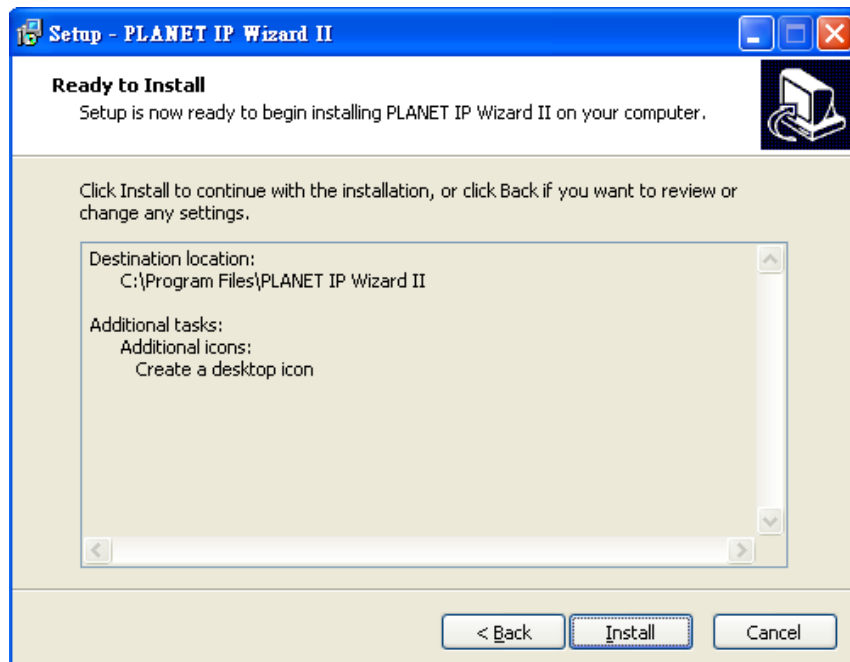 Setup - PLANET IP Wizard II
Ready to Install
Setup is now ready to begin installing PLANET IP Wizard II on your computer.
Click Install to continue with the installation, or click Back if you want to review or
change any settings.
Destination location:
C:\Program Files\PLANET IP Wizard II
Additional tasks:
Additional icons:
Create a desktop icon
< Back
Install
Cancel